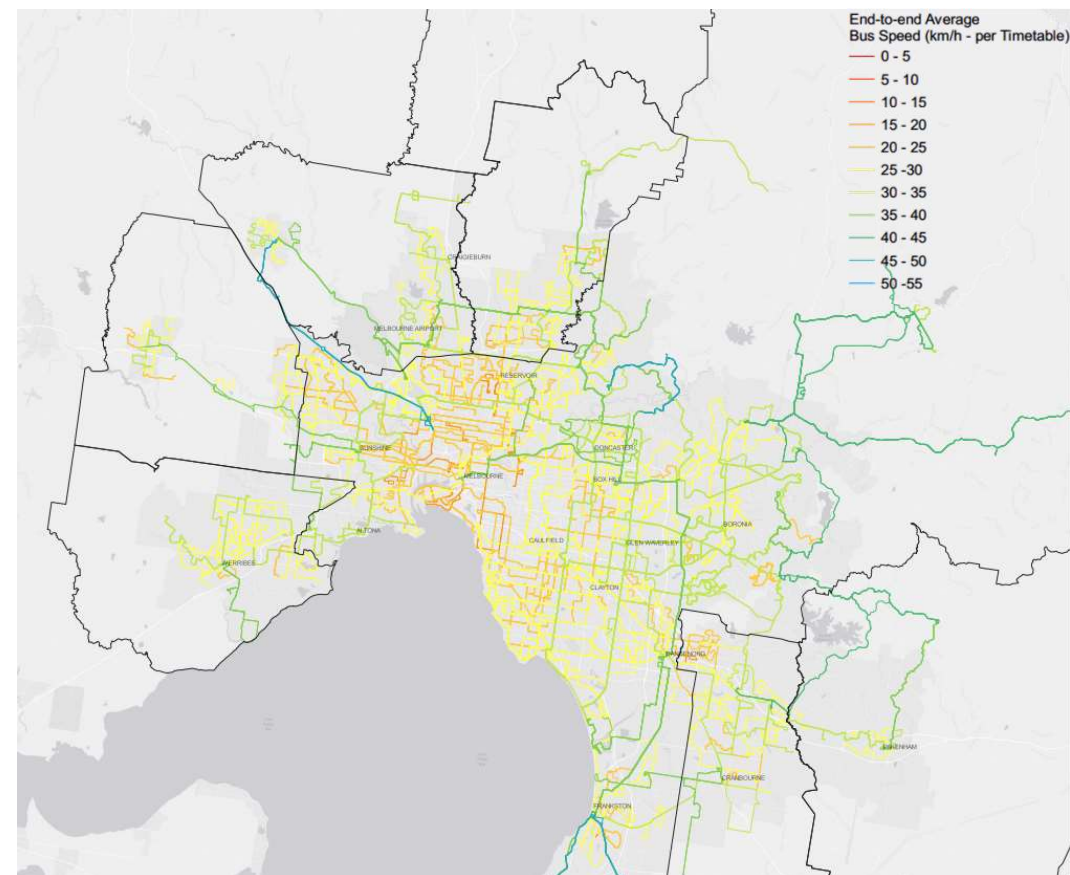 End-to-end Average
Bus Speed (km/h - per Timetable)
0 - 5
5 - 10
10 - 15
15 - 20
20 - 25
25 -30
30 - 35
35 - 40
40 - 45
45 - 50
50 -55
CRAIGIEBURN
MELBOURNE AIRPORT
RESERVOIR
SUNSHINE
DONCASTER
MELBOURNE
BOX HILL
BORONIA
ALTONA
CAULFIELD
GLEN WAVERLEY
WERRIBEE
CLAYTON
DANDENONG
PAKENHAM
CRANBOURNE
FRANKSTON